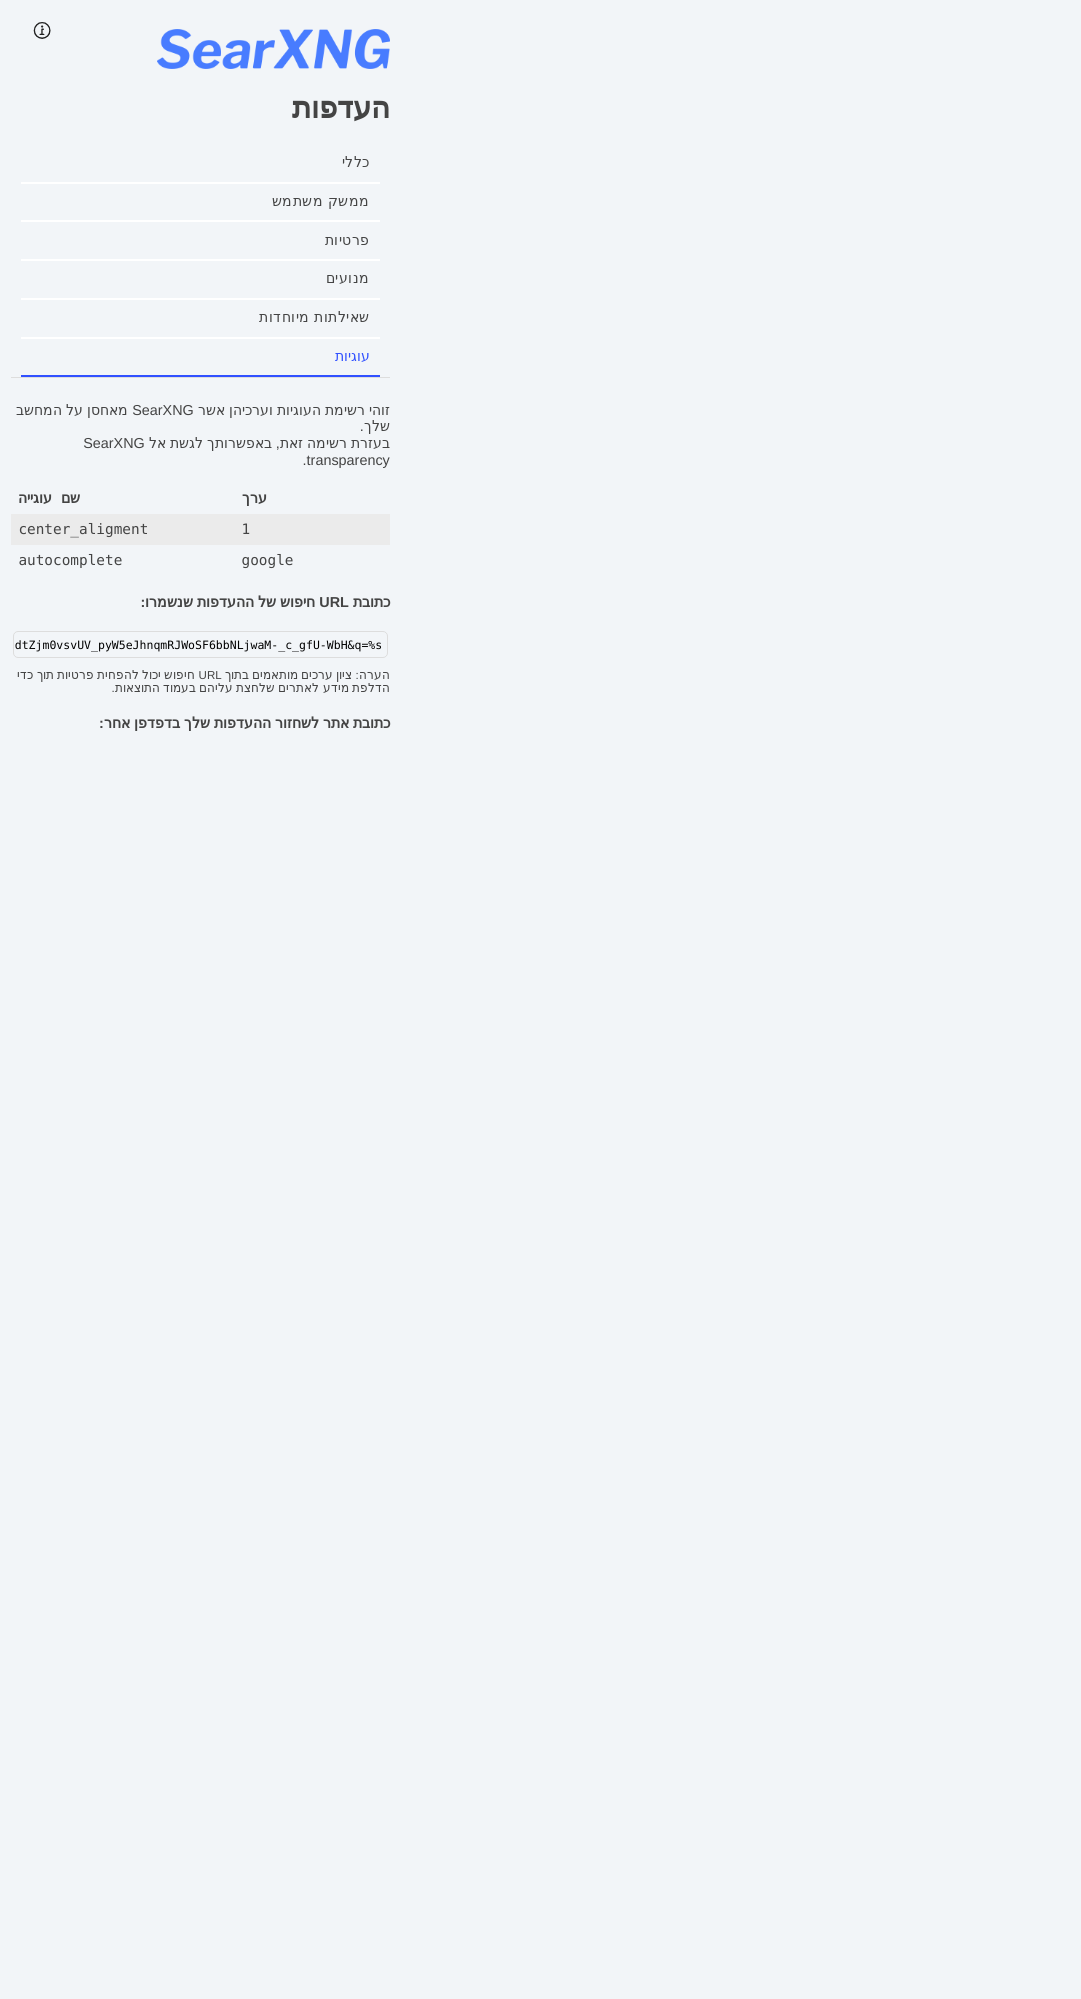 SearXNG
העדפות
כללי
ממשק משתמש
פרטיות
מנועים
שאילתות מיוחדות
עוגיות
זוהי רשימת העוגיות וערכיהן אשר SearXNG מאחסן על המחשב
שלך.
בעזרת רשימה זאת, באפשרותך לגשת אל SearXNG
transparency.
שם עוגייה ערך
center_aligment 1
autocomplete google
כתובת URL חיפוש של ההעדפות שנשמרו:
dtZjm0vsvUV_pyW5eJhnqmRJWoSF6bbNLjwaM-_c_gfU-WbH&q=%s
הערה: ציון ערכים מותאמים בתוך URL חיפוש יכול להפחית פרטיות תוך כדי
הדלפת מידע לאתרים שלחצת עליהם בעמוד התוצאות.
כתובת אתר לשחזור ההעדפות שלך בדפדפן אחר: